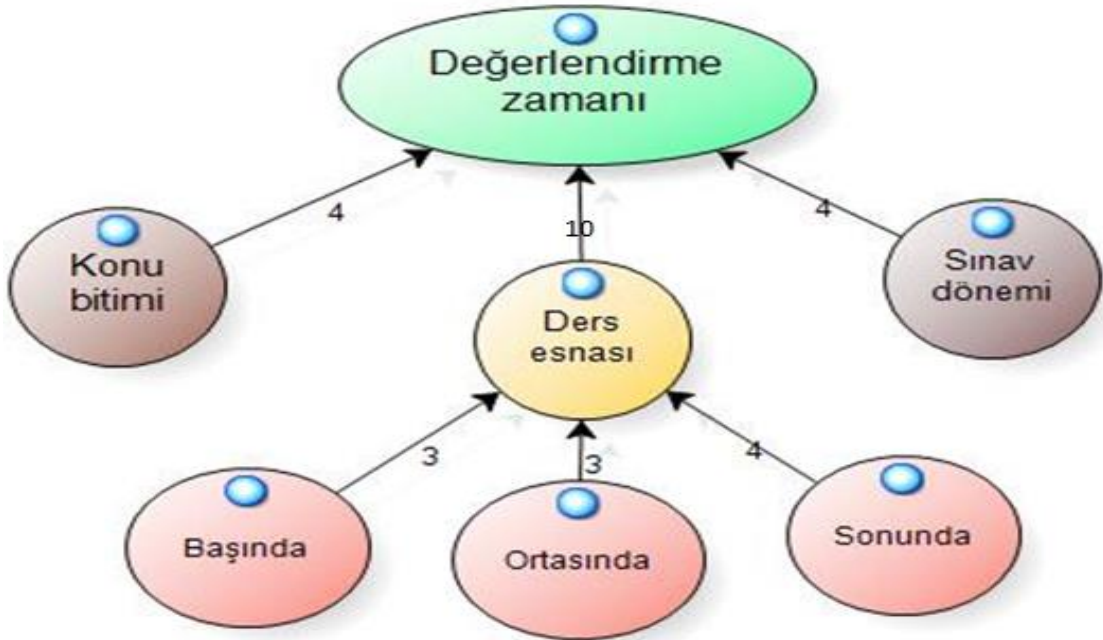 Değerlendirme
zamanı
4
10
4
Konu
bitimi
Sınav
dönemi
Ders
esnası
3
3
4
Başında
Ortasında
Sonunda